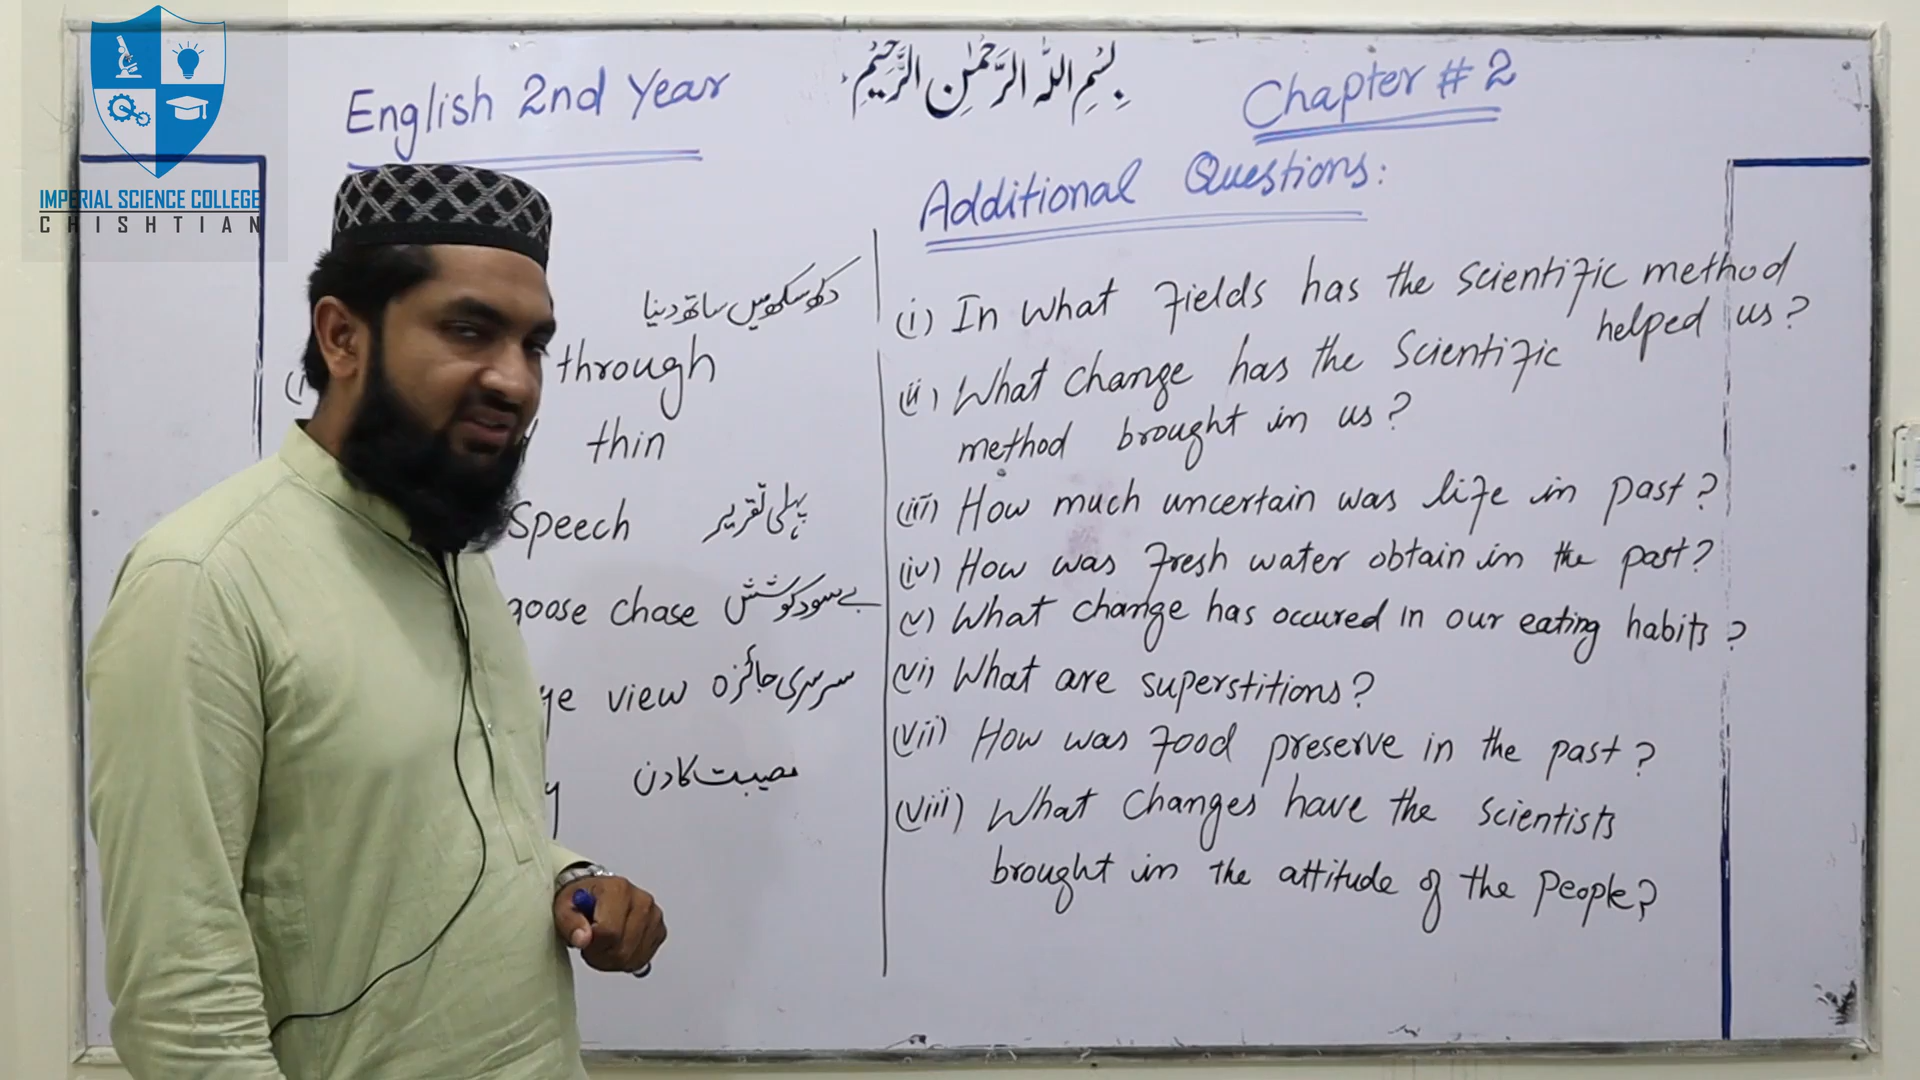 IMPERIAL SCIENCE COLLEGE
CHISHTIAN
English 2nd Year
بِسْمِ اللّٰہِ الرَّحْمٰنِ الرَّحِيْمِ
Chapter # 2
Additional Questions:
دکھ سکھ میں ساتھ دینا
through
thin
Speech پہلی تقریر
goose chase بے سود کوشش
view سرسری جائزہ
مصیبت کا دن
(i) In what fields has the scientific method
helped us?
(ii) What change has the Scientific
method brought in us?
(iii) How much uncertain was life in past?
(iv) How was fresh water obtain in the past?
(v) What change has occured in our eating habits?
(vi) What are superstitions?
(vii) How was food preserve in the past?
(viii) What changes have the scientists
brought in the attitude of the people?